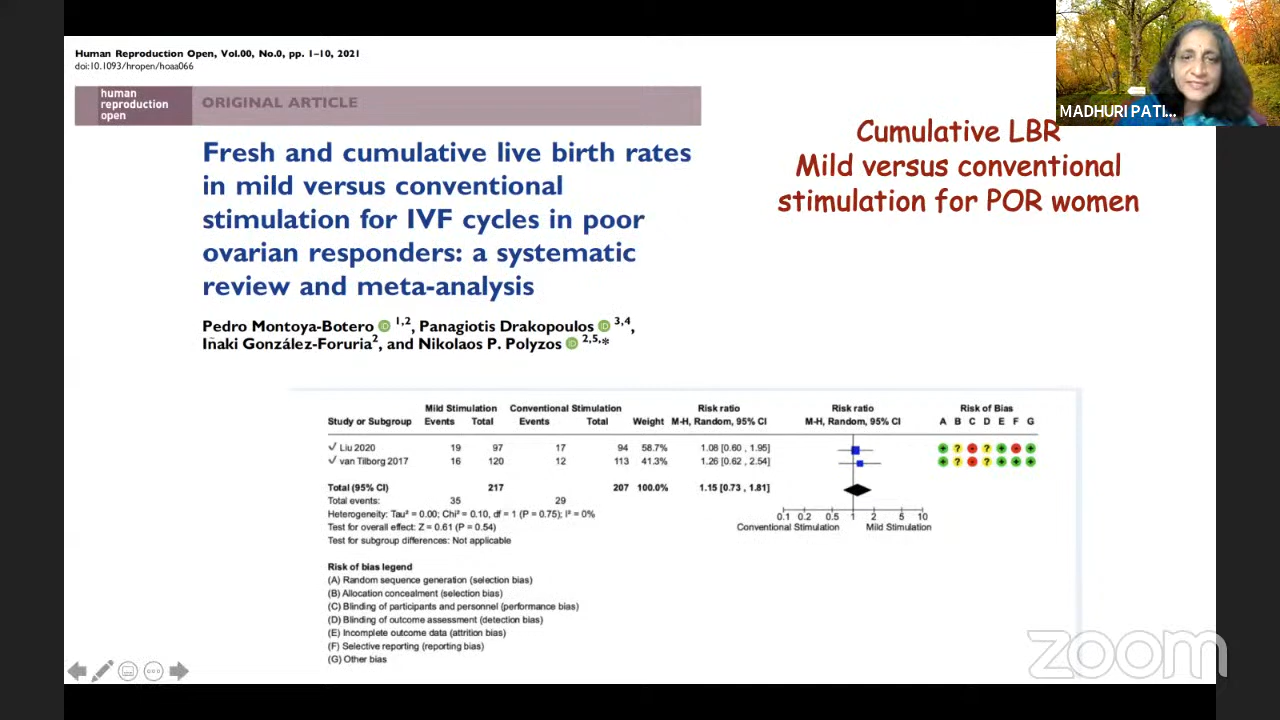 Human Reproduction Open, Vol.00, No.0, pp. 1–10, 2021
doi:10.1093/hropen/hoaa066
human
reproduction
open
ORIGINAL ARTICLE
Fresh and cumulative live birth rates
in mild versus conventional
stimulation for IVF cycles in poor
ovarian responders: a systematic
review and meta-analysis
Pedro Montoya-Botero iD 1,2, Panagiotis Drakopoulos iD 3,4,
Iñaki González-Foruria2, and Nikolaos P. Polyzos iD 2,5,*
MADHURI PATI...
Cumulative LBR
Mild versus conventional
stimulation for POR women
Mild Stimulation Conventional Stimulation Risk ratio Risk ratio Risk of Bias
Study or Subgroup Events Total Events Total Weight M-H, Random, 95% CI M-H, Random, 95% CI A B C D E F G
✓ Liu 2020 19 97 17 94 58.7% 1.08 [0.60 , 1.95] + ? - ? + - +
✓ van Tilborg 2017 16 120 12 113 41.3% 1.26 [0.62 , 2.54] + ? - ? + + +
Total (95% CI) 217 207 100.0% 1.15 [0.73 , 1.81]
Total events: 35 29
Heterogeneity: Tau² = 0.00; Chi² = 0.10, df = 1 (P = 0.75); I² = 0%
Test for overall effect: Z = 0.61 (P = 0.54)
Test for subgroup differences: Not applicable
0.1 0.2 0.5 1 2 5 10
Conventional Stimulation Mild Stimulation
Risk of bias legend
(A) Random sequence generation (selection bias)
(B) Allocation concealment (selection bias)
(C) Blinding of participants and personnel (performance bias)
(D) Blinding of outcome assessment (detection bias)
(E) Incomplete outcome data (attrition bias)
(F) Selective reporting (reporting bias)
(G) Other bias
zoom